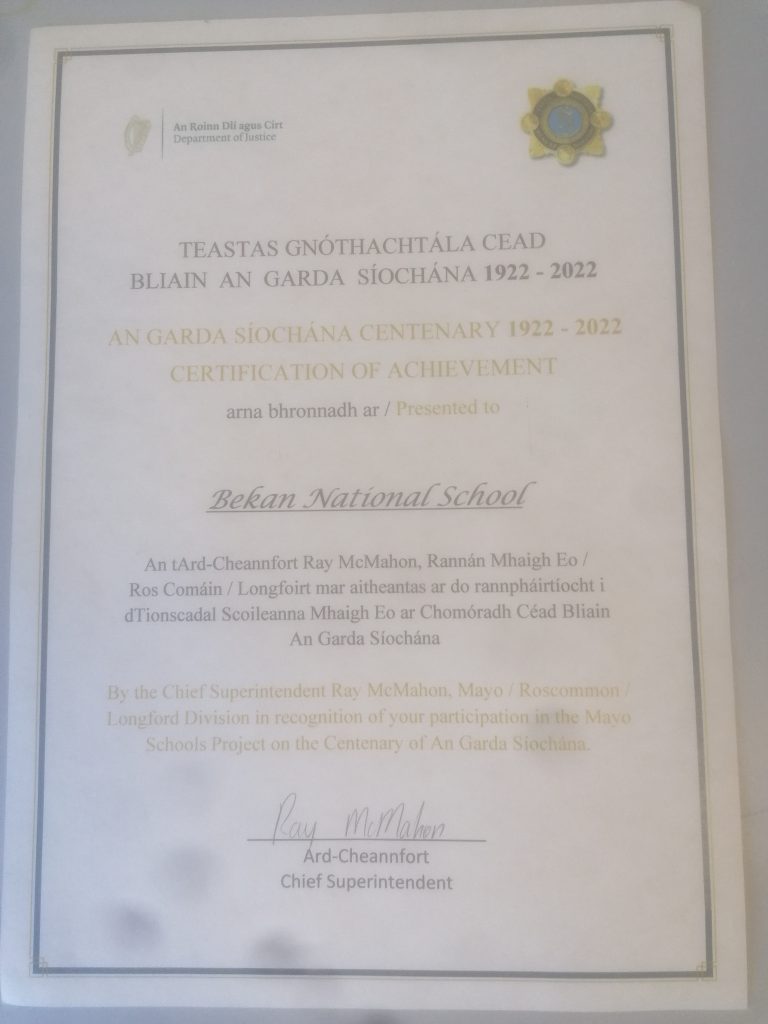 An Roinn Dlí agus Cirt
Department of Justice
TEASTAS GNÓTHACHTÁLA CEAD
BLIAIN AN GARDA SÍOCHÁNA 1922 - 2022
AN GARDA SÍOCHÁNA CENTENARY 1922 - 2022
CERTIFICATION OF ACHIEVEMENT
arna bhronnadh ar / Presented to
Bekan National School
An tArd-Cheannfort Ray McMahon, Rannán Mhaigh Eo /
Ros Comáin / Longfoirt mar aitheantas ar do rannpháirtíocht i
dTionscadal Scoileanna Mhaigh Eo ar Chomóradh Céad Bliain
An Garda Síochána
By the Chief Superintendent Ray McMahon, Mayo / Roscommon /
Longford Division in recognition of your participation in the Mayo
Schools Project on the Centenary of An Garda Síochána.
Ray McMahon
Ard-Cheannfort
Chief Superintendent